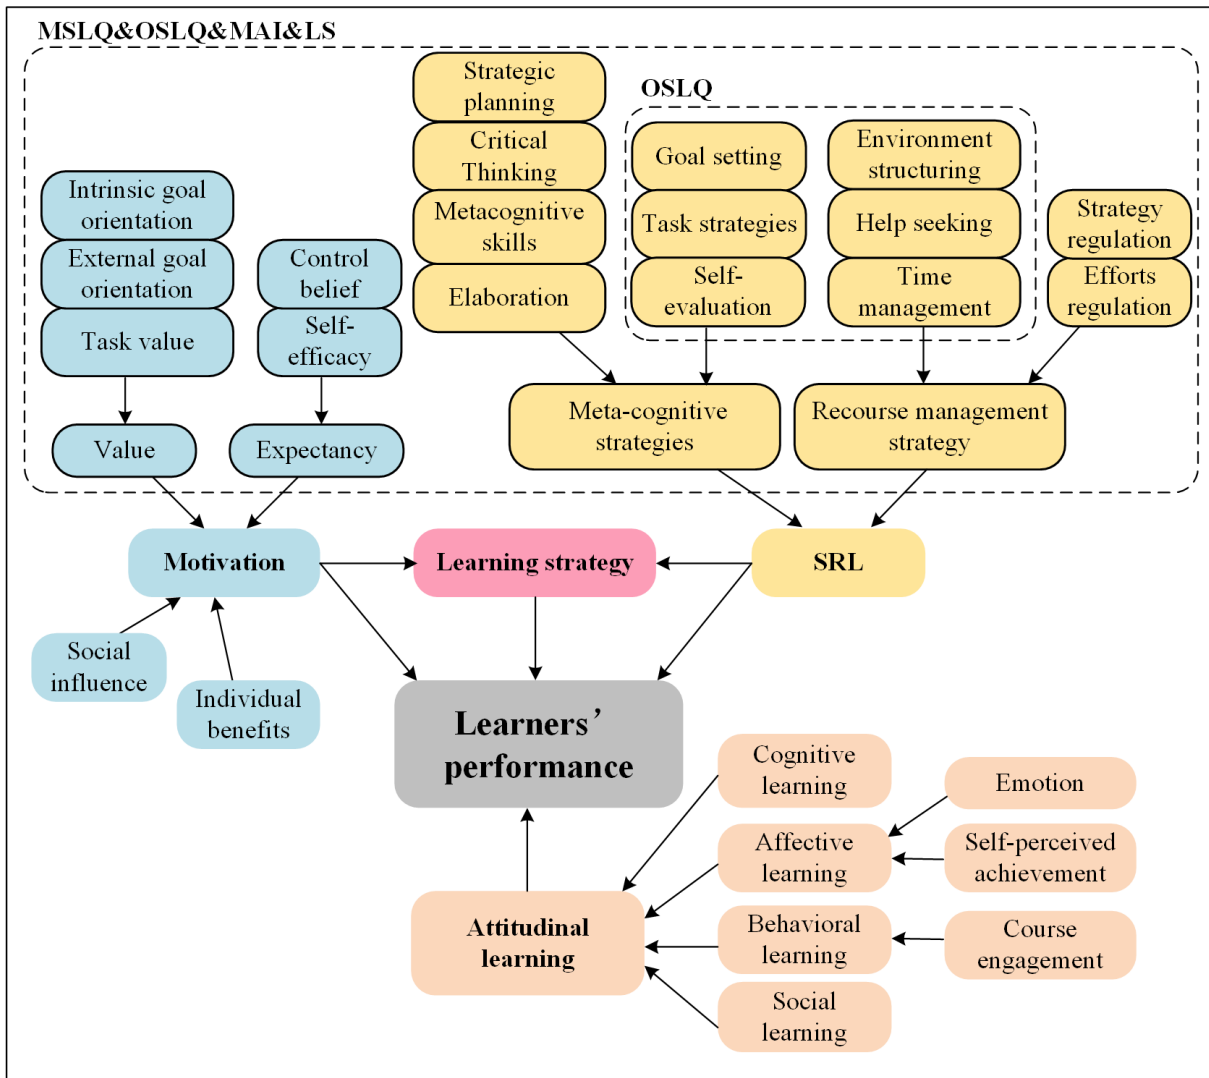 MSLQ&OSLQ&MAI&LS
Strategic
planning
Critical
Thinking
Metacognitive
skills
Elaboration
OSLQ
Goal setting
Task strategies
Self-
evaluation
Environment
structuring
Help seeking
Time
management
Strategy
regulation
Efforts
regulation
Intrinsic goal
orientation
External goal
orientation
Task value
Control
belief
Self-
efficacy
Value
Expectancy
Meta-cognitive
strategies
Recourse management
strategy
Motivation
Learning strategy
SRL
Social
influence
Individual
benefits
Learners’
performance
Cognitive
learning
Affective
learning
Behavioral
learning
Social
learning
Emotion
Self-perceived
achievement
Course
engagement
Attitudinal
learning